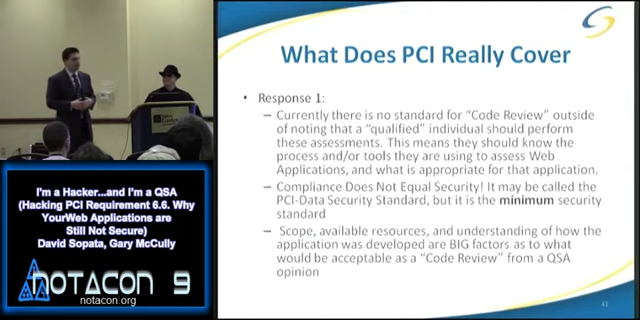 What Does PCI Really Cover
• Response 1:
– Currently there is no standard for “Code Review” outside
of noting that a “qualified” individual should perform
these assessments. This means they should know the
process and/or tools they are using to assess Web
Applications, and what is appropriate for that application.
– Compliance Does Not Equal Security! It may be called the
PCI-Data Security Standard, but it is the minimum security
standard
– Scope, available resources, and understanding of how the
application was developed are BIG factors as to what
would be acceptable as a “Code Review” from a QSA
opinion
I'm a Hacker...and I'm a QSA
(Hacking PCI Requirement 6.6. Why
YourWeb Applications are
Still Not Secure)
David Sopata, Gary McCully
NOTACON 9
notacon.org